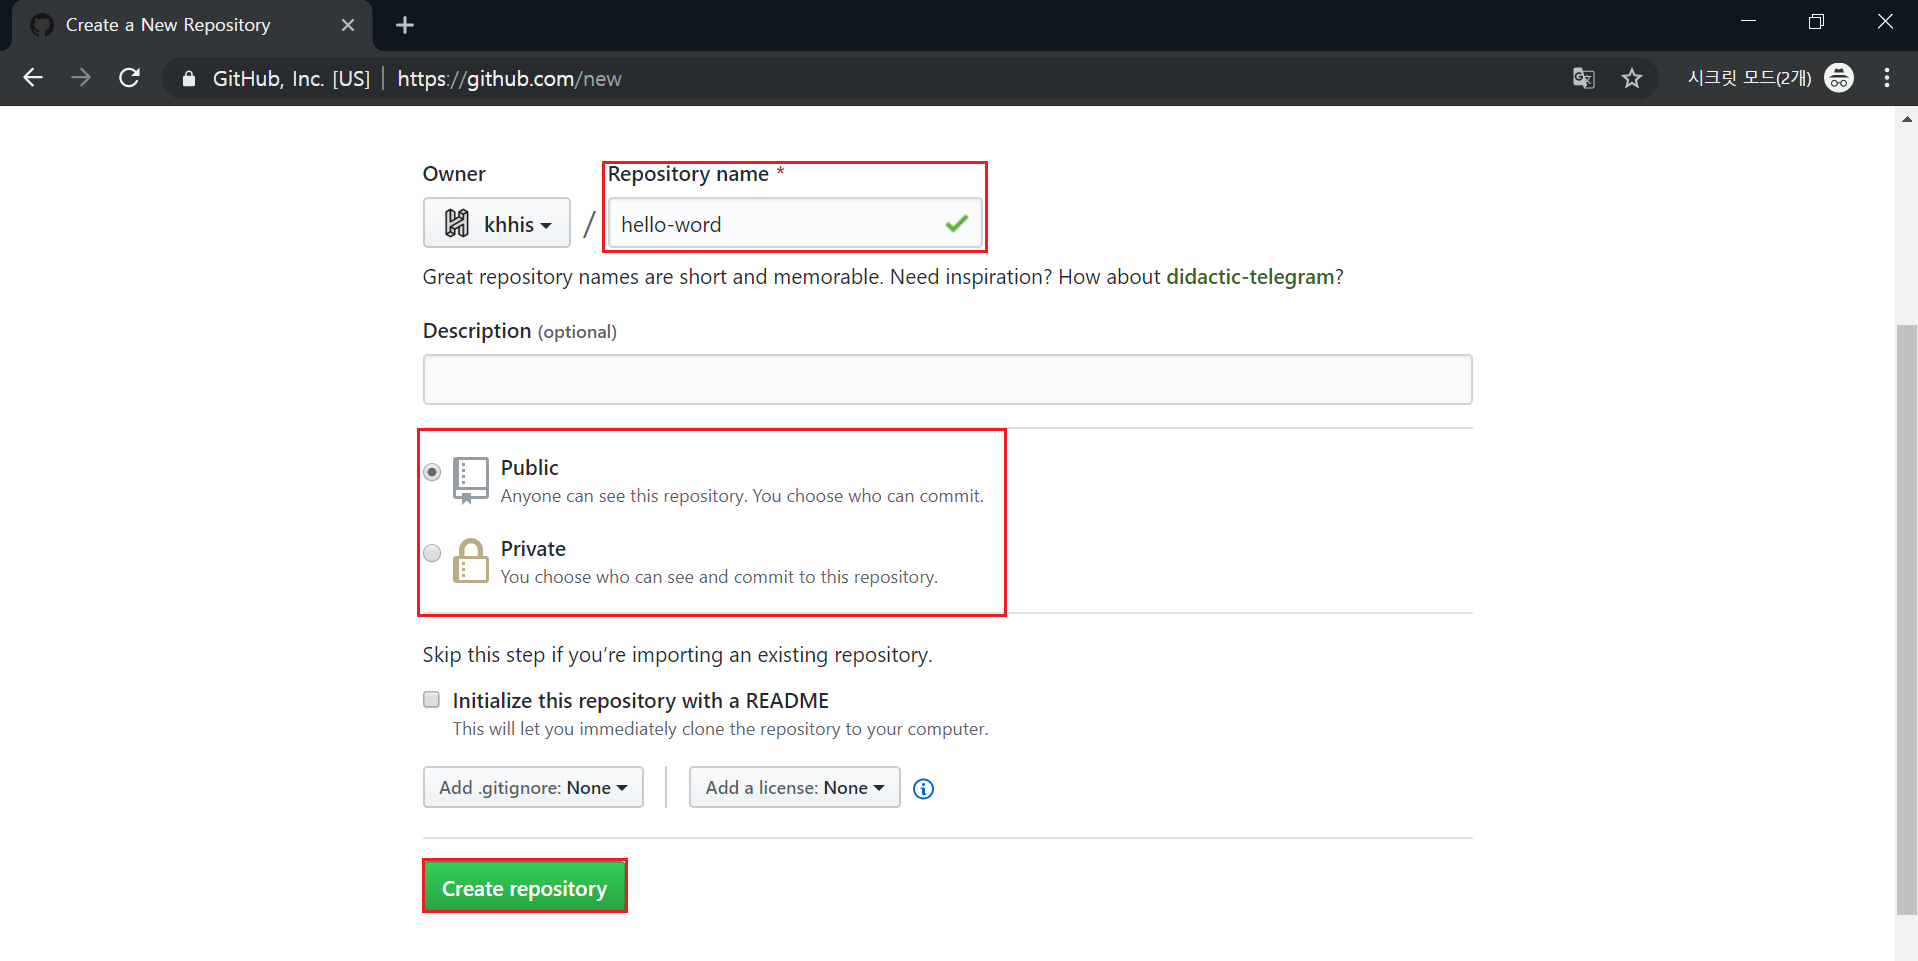 Create a New Repository
GitHub, Inc. [US] | https://github.com/new
시크릿 모드(2개)
Owner
Repository name *
khhis
/
hello-word
Great repository names are short and memorable. Need inspiration? How about didactic-telegram?
Description (optional)
Public
Anyone can see this repository. You choose who can commit.
Private
You choose who can see and commit to this repository.
Skip this step if you’re importing an existing repository.
Initialize this repository with a README
This will let you immediately clone the repository to your computer.
Add .gitignore: None
Add a license: None
Create repository